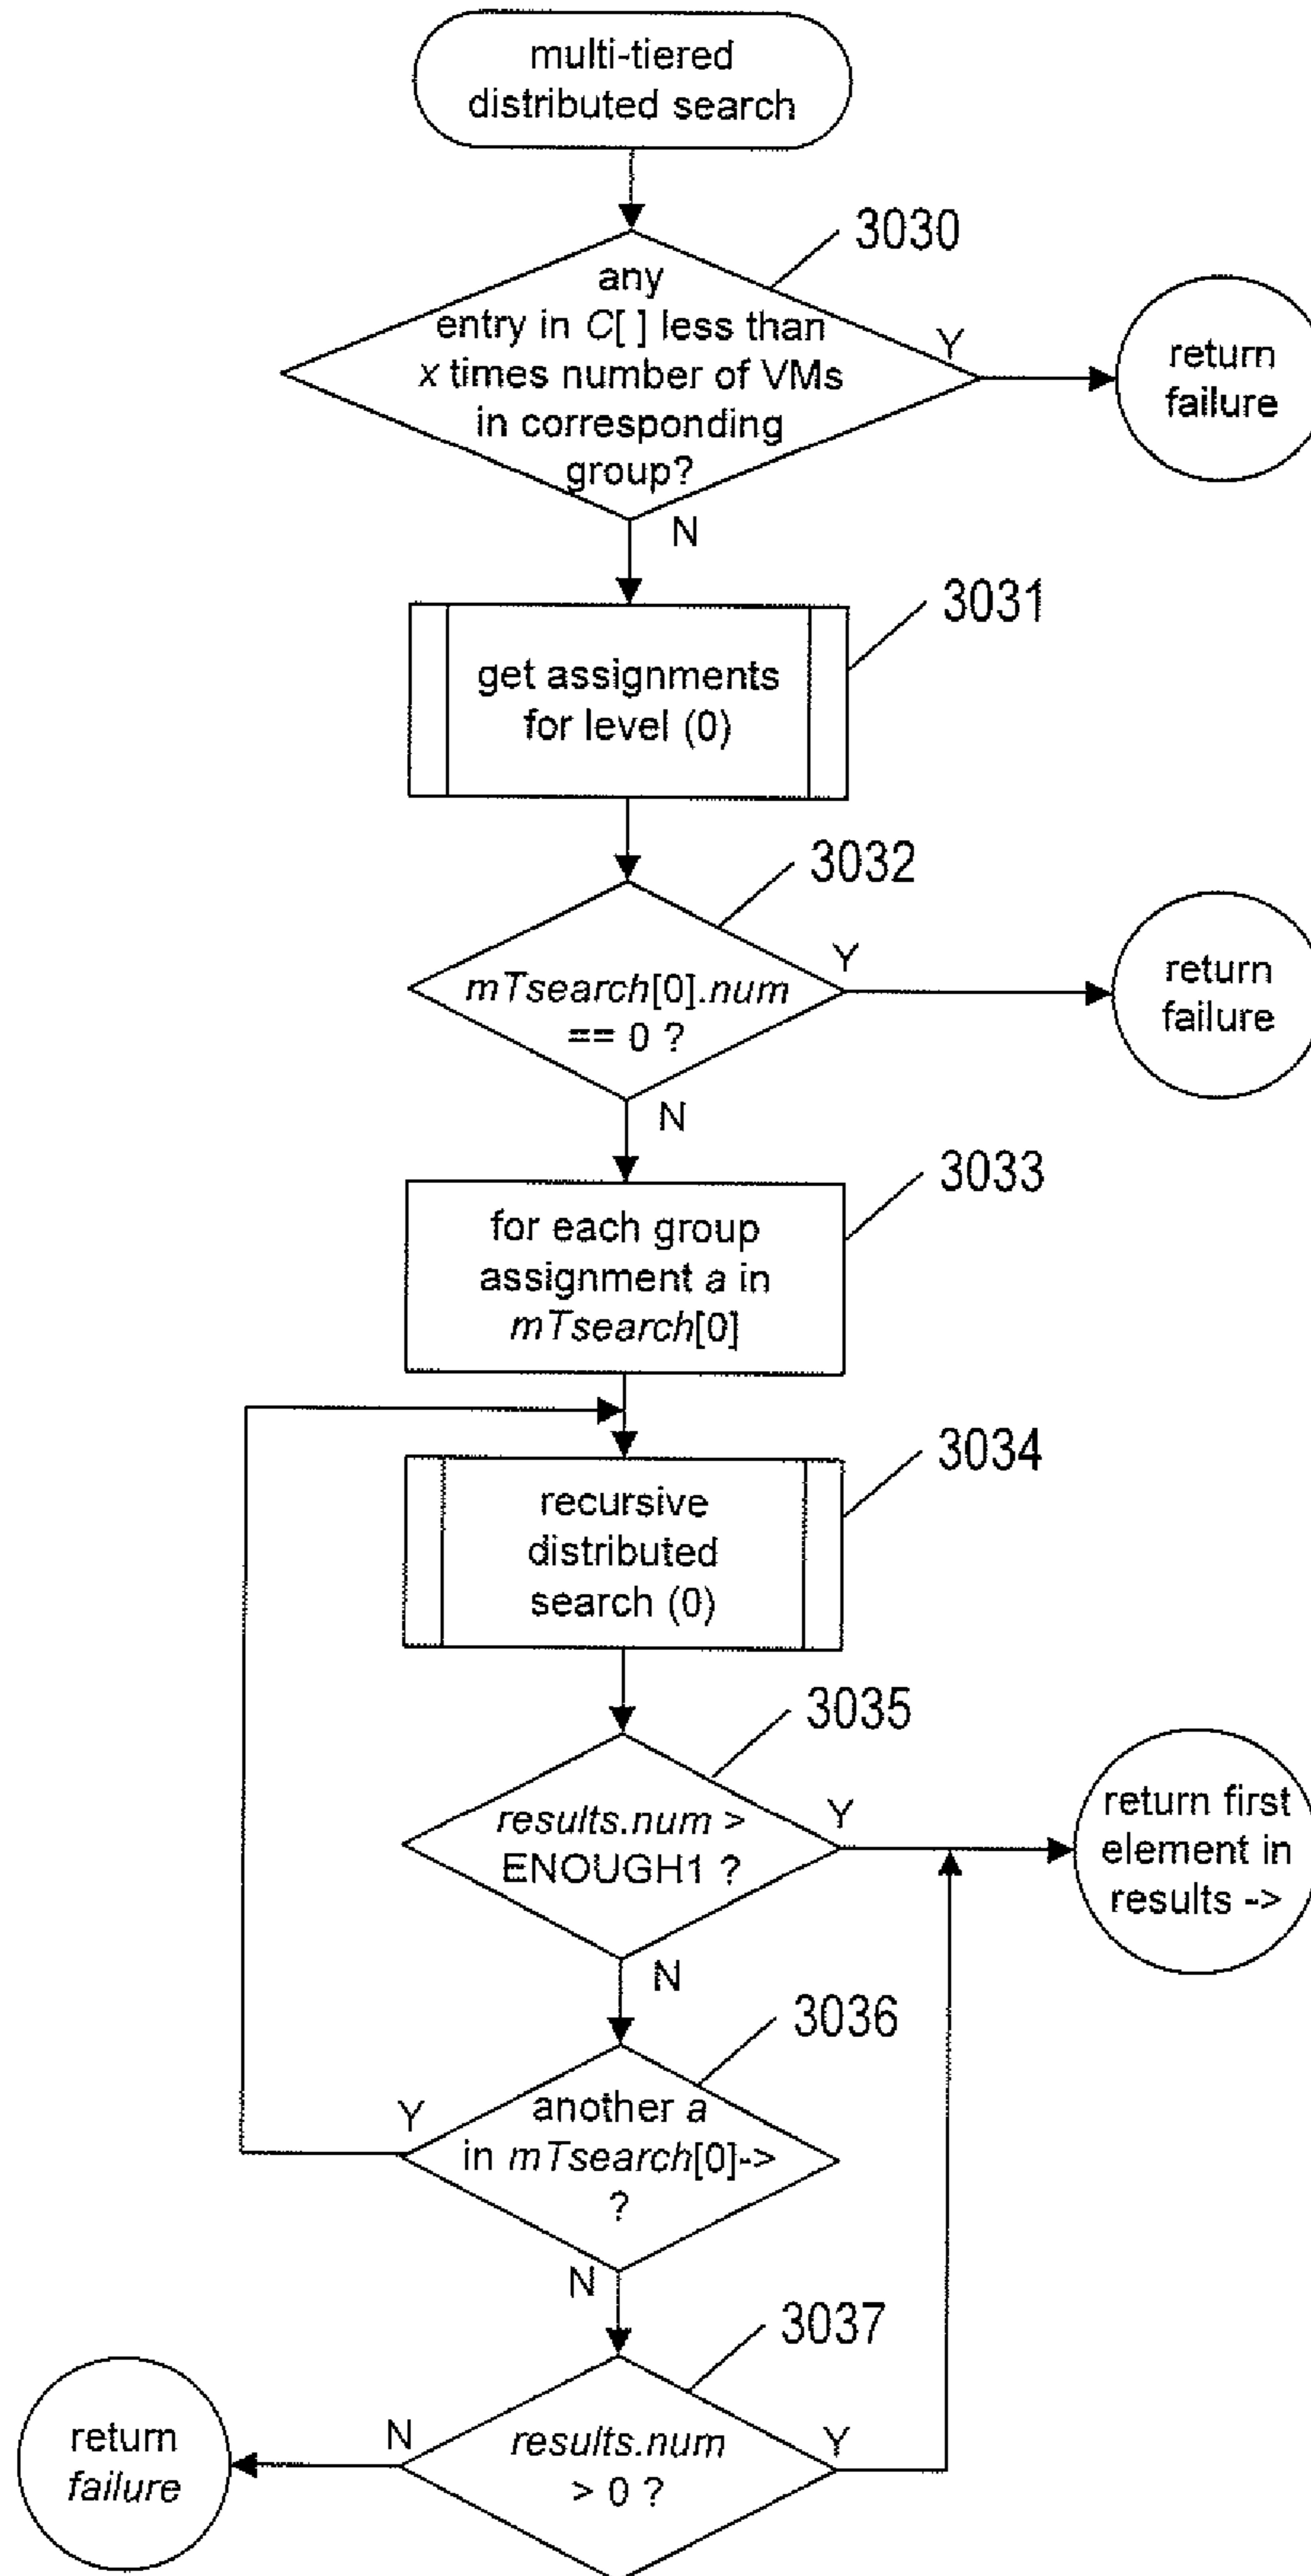 multi-tiered
distributed search
3030
any
entry in C[ ] less than
x times number of VMs
in corresponding
group?
Y
return
failure
N
3031
get assignments
for level (0)
3032
mTsearch[0].num
== 0 ?
Y
return
failure
N
3033
for each group
assignment a in
mTsearch[0]
3034
recursive
distributed
search (0)
3035
results.num >
ENOUGH1 ?
Y
return first
element in
results ->
N
3036
another a
in mTsearch[0]->
?
Y
N
3037
results.num
> 0 ?
Y
N
return
failure